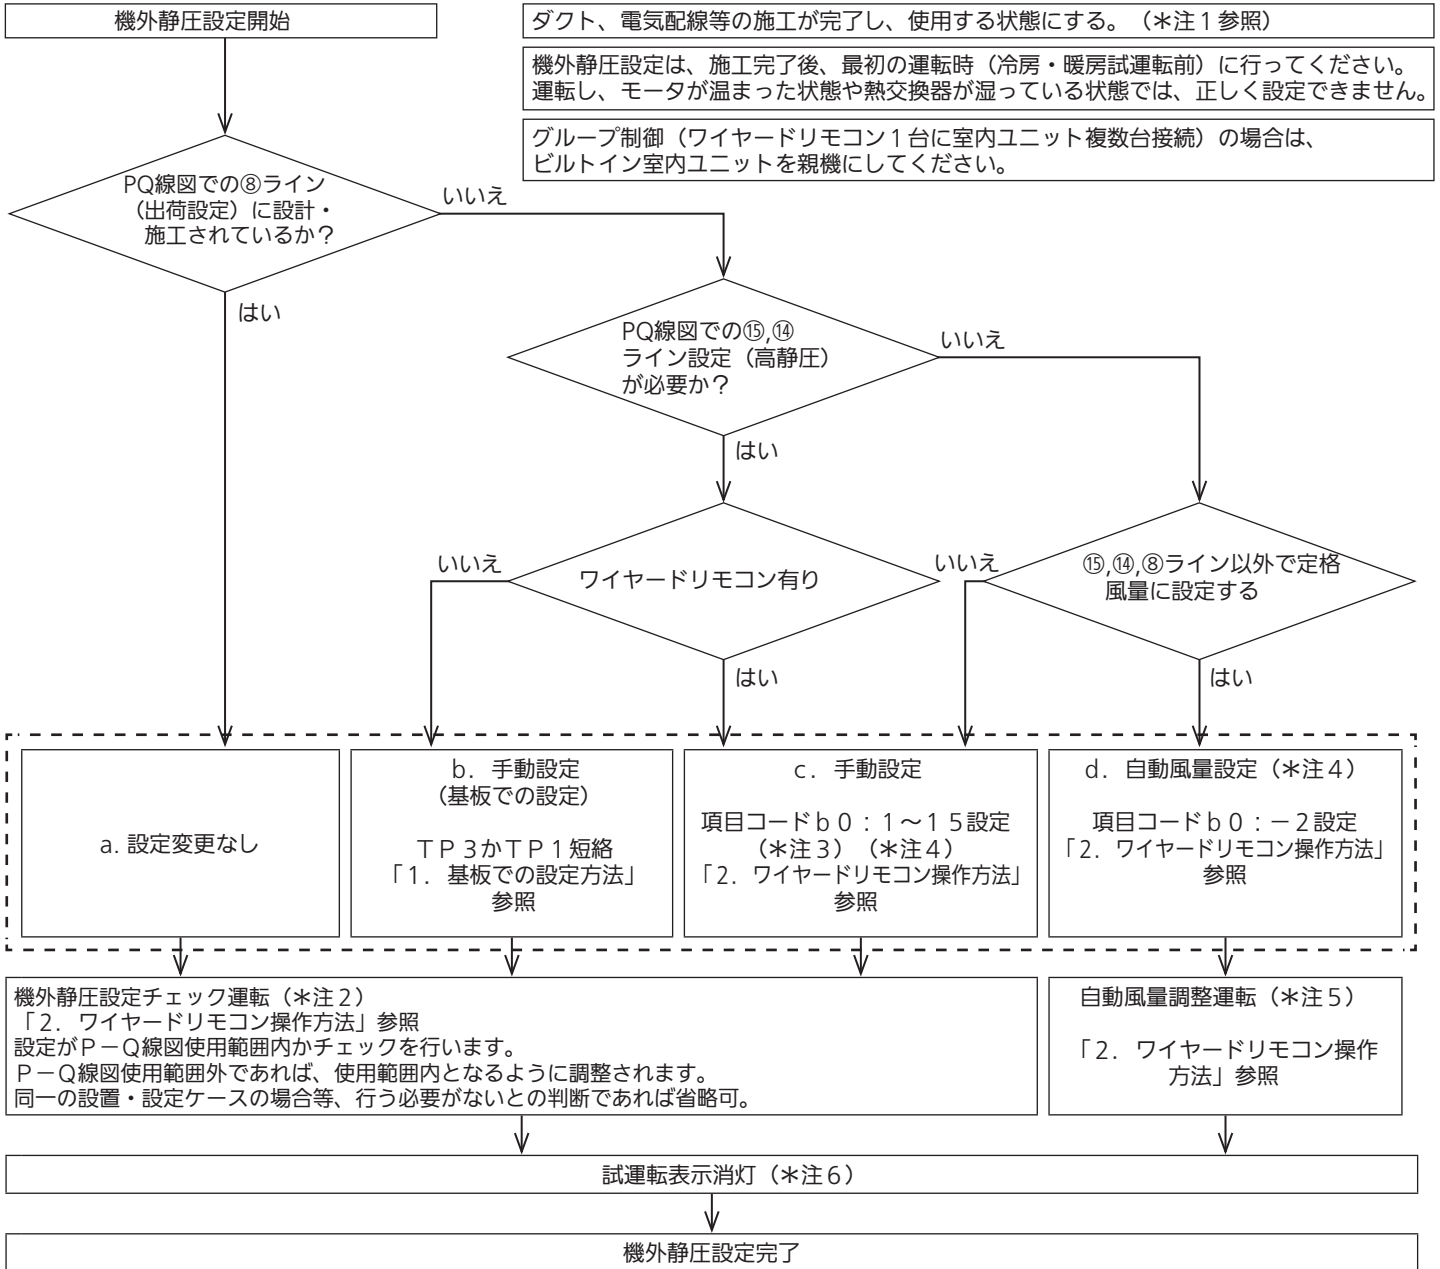 機外静圧設定開始
ダクト、電気配線等の施工が完了し、使用する状態にする。（＊注１参照）
機外静圧設定は、施工完了後、最初の運転時（冷房・暖房試運転前）に行ってください。
運転し、モータが温まった状態や熱交換器が湿っている状態では、正しく設定できません。
グループ制御（ワイヤードリモコン１台に室内ユニット複数台接続）の場合は、
ビルトイン室内ユニットを親機にしてください。
PQ線図での⑧ライン
（出荷設定）に設計・
施工されているか？
いいえ
はい
PQ線図での⑮,⑭
ライン設定（高静圧）
が必要か？
いいえ
はい
ワイヤードリモコン有り
いいえ
はい
⑮,⑭,⑧ライン以外で定格
風量に設定する
いいえ
はい
a. 設定変更なし
ｂ．手動設定
（基板での設定）
ＴＰ３かＴＰ１短絡
「１．基板での設定方法」
参照
ｃ．手動設定
項目コードｂ０：１～１５設定
（＊注３）（＊注４）
「２．ワイヤードリモコン操作方法」
参照
ｄ．自動風量設定（＊注４）
項目コードｂ０：－２設定
「２．ワイヤードリモコン操作方法」
参照
機外静圧設定チェック運転（＊注２）
「２．ワイヤードリモコン操作方法」参照
設定がＰ－Ｑ線図使用範囲内かチェックを行います。
Ｐ－Ｑ線図使用範囲外であれば、使用範囲内となるように調整されます。
同一の設置・設定ケースの場合等、行う必要がないとの判断であれば省略可。
自動風量調整運転（＊注５）
「２．ワイヤードリモコン操作
方法」参照
試運転表示消灯（＊注６）
機外静圧設定完了